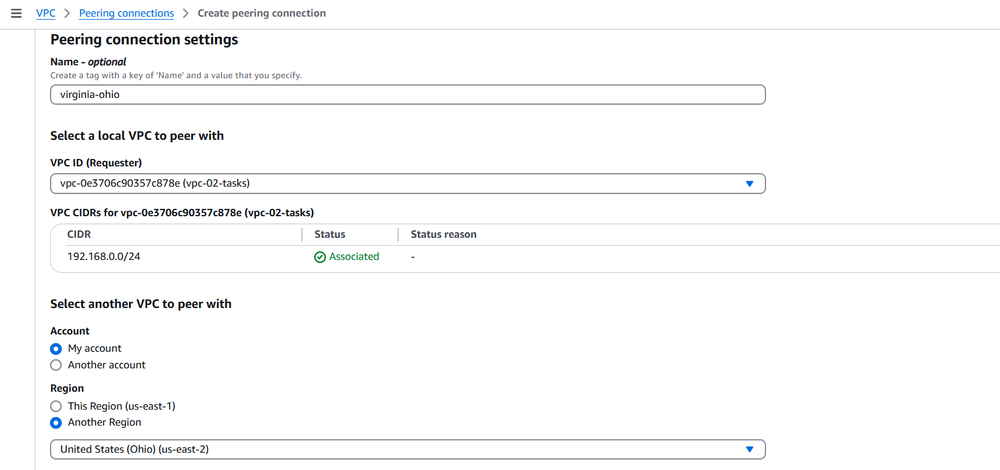 VPC > Peering connections > Create peering connection
Peering connection settings
Name - optional
Create a tag with a key of 'Name' and a value that you specify.
virginia-ohio
Select a local VPC to peer with
VPC ID (Requester)
vpc-0e3706c90357c878e (vpc-02-tasks)
VPC CIDRs for vpc-0e3706c90357c878e (vpc-02-tasks)
CIDR Status Status reason
192.168.0.0/24 Associated -
Select another VPC to peer with
Account
My account
Another account
Region
This Region (us-east-1)
Another Region
United States (Ohio) (us-east-2)